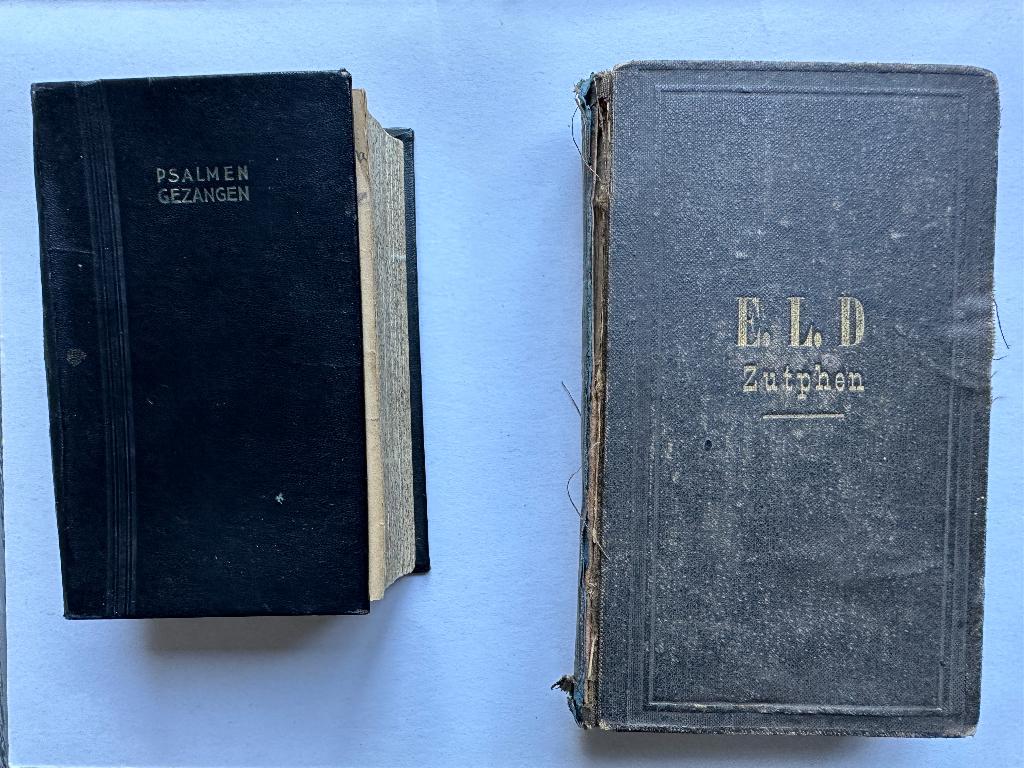 PSALMEN
GEZANGEN
E. L. D
Zutphen